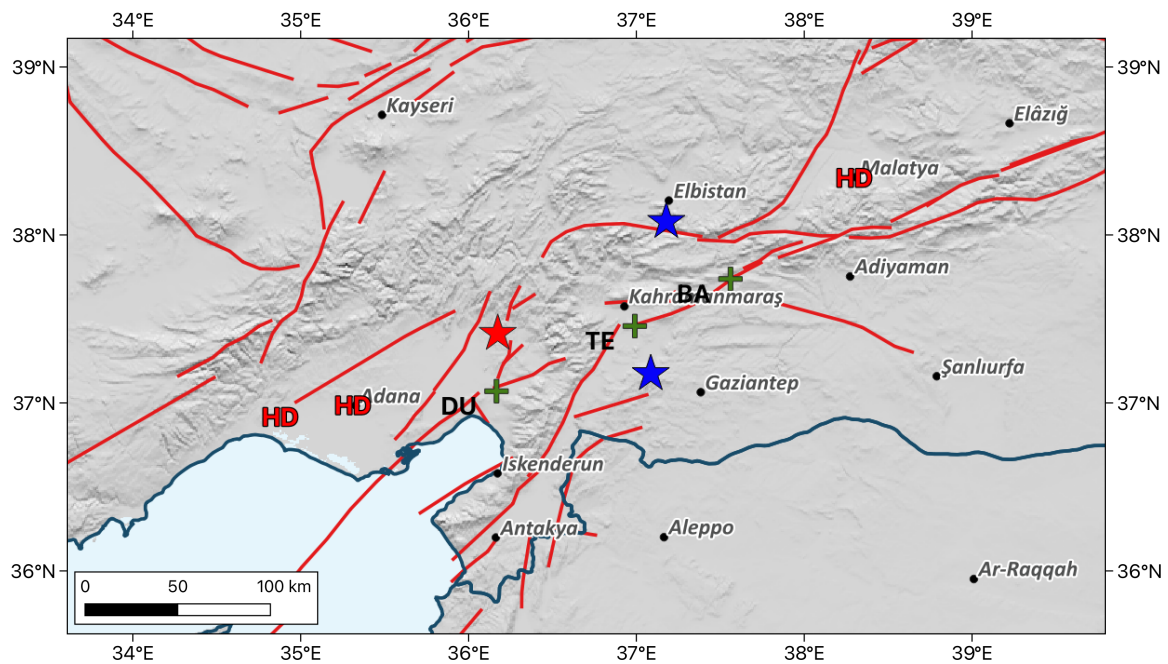 34°E 35°E 36°E 37°E 38°E 39°E
39°N 39°N
Kayseri
Elâzığ
Malatya
HD
Elbistan
38°N 38°N
Adiyaman
BA
Kahramanmaraş
TE
Şanlıurfa
Gaziantep
Adana
HD
HD
DU
37°N 37°N
Iskenderun
Antakya
Aleppo
36°N 36°N
Ar-Raqqah
0 50 100 km
34°E 35°E 36°E 37°E 38°E 39°E